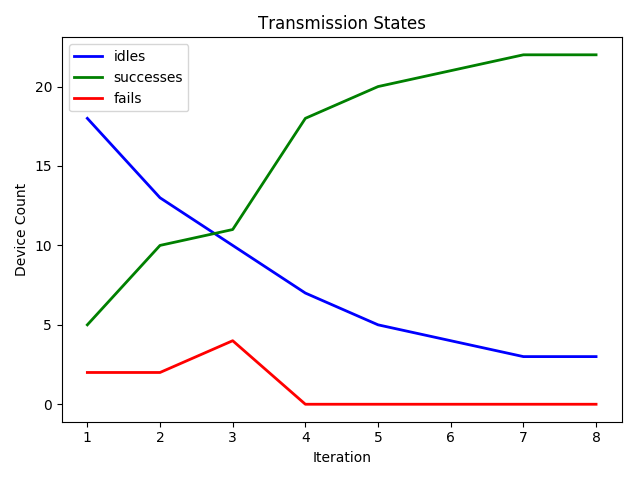 Transmission States
idles
successes
fails
Device Count
20
15
10
5
0
1 2 3 4 5 6 7 8
Iteration